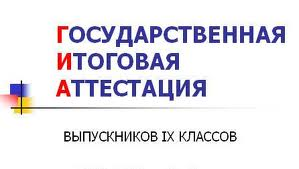 ГОСУДАРСТВЕННАЯ
ИТОГОВАЯ
АТТЕСТАЦИЯ
ВЫПУСКНИКОВ IX КЛАССОВ